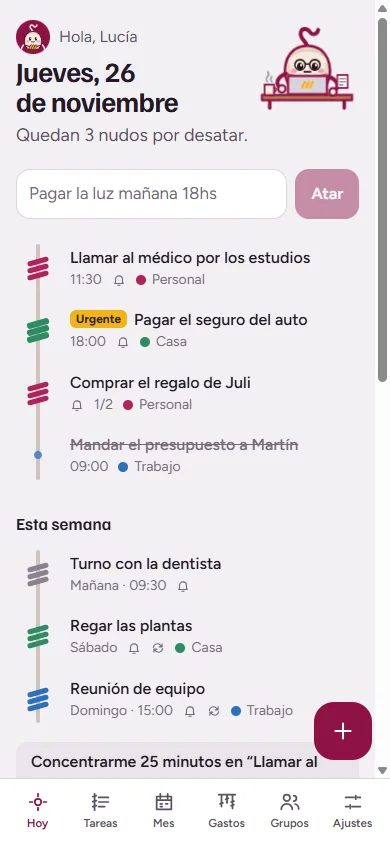 Hola, Lucía
Jueves, 26
de noviembre
Quedan 3 nudos por desatar.
Pagar la luz mañana 18hs
Atar
Llamar al médico por los estudios
11:30 Personal
Urgente Pagar el seguro del auto
18:00 Casa
Comprar el regalo de Juli
1/2 Personal
Mandar el presupuesto a Martín
09:00 Trabajo
Esta semana
Turno con la dentista
Mañana · 09:30
Regar las plantas
Sábado Casa
Reunión de equipo
Domingo · 15:00 Trabajo
Concentrarme 25 minutos en “Llamar al
Hoy
Tareas
Mes
Gastos
Grupos
Ajustes